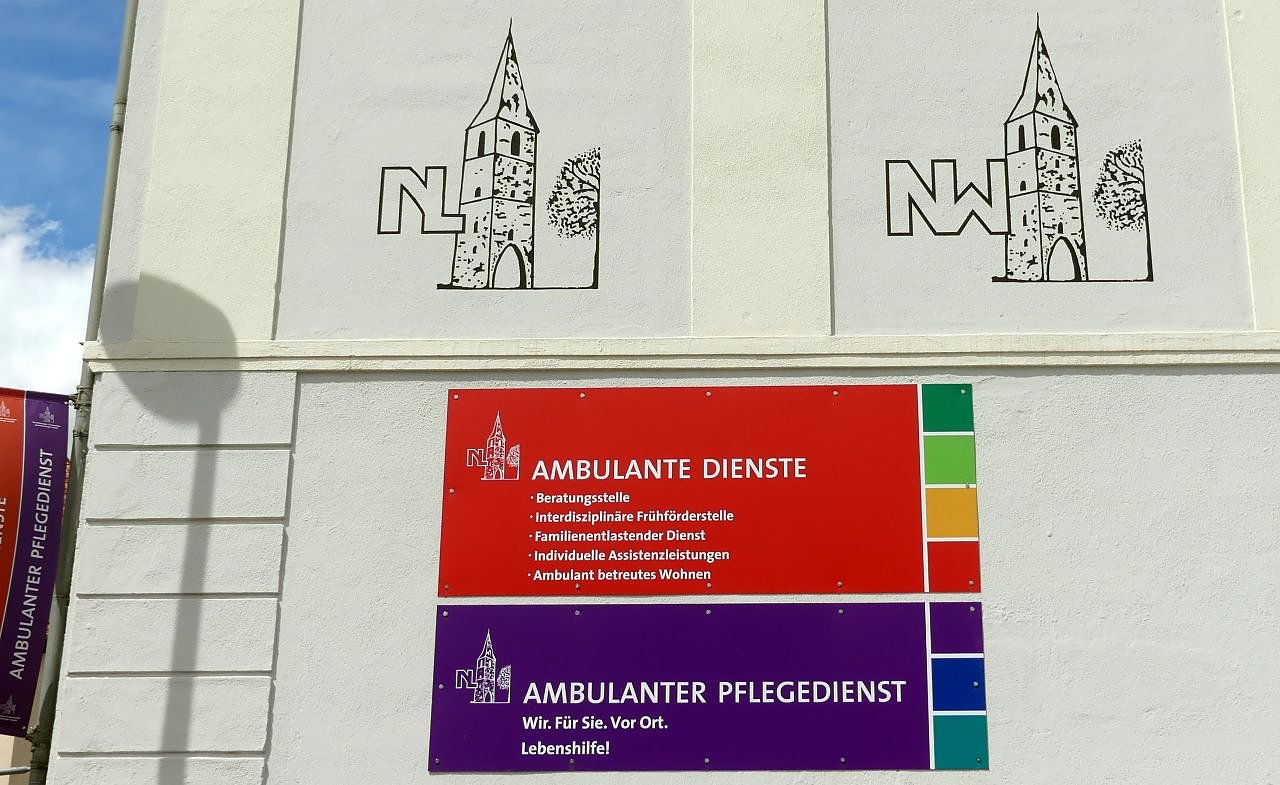 NL
NW
NL
AMBULANTE DIENSTE
· Beratungsstelle
· Interdisziplinäre Frühförderstelle
· Familienentlastender Dienst
· Individuelle Assistenzleistungen
· Ambulant betreutes Wohnen
NL
AMBULANTER PFLEGEDIENST
Wir. Für Sie. Vor Ort.
Lebenshilfe!
AMBULANTER PFLEGEDIENST